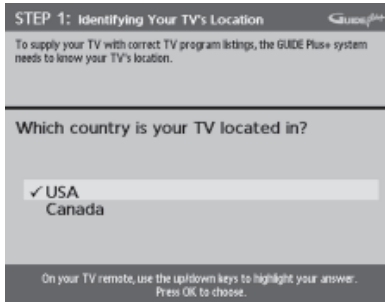 STEP 1: Identifying Your TV's Location GUIDE Plus+
To supply your TV with correct TV program listings, the GUIDE Plus+ system
needs to know your TV's location.
Which country is your TV located in?
✓ USA
Canada
On your TV remote, use the up/down keys to highlight your answer.
Press OK to choose.